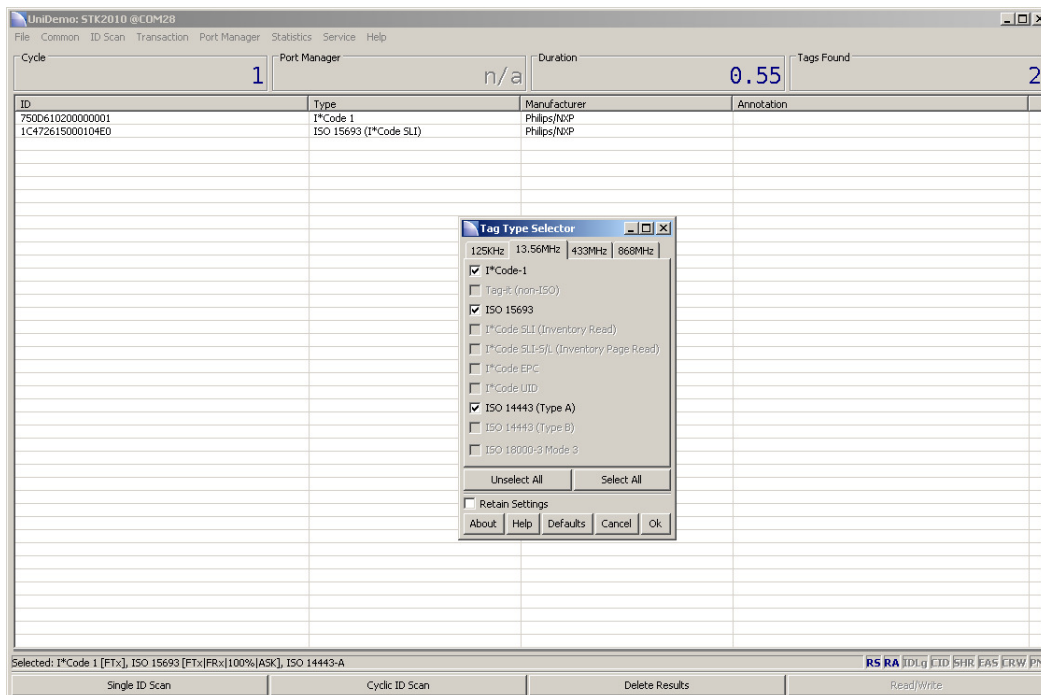 UniDemo: STK2010 @COM28
File Common ID Scan Transaction Port Manager Statistics Service Help
Cycle Port Manager Duration Tags Found
1 n/a 0.55 2
ID Type Manufacturer Annotation
750D610200000001 I*Code 1 Philips/NXP
1C472615000104E0 ISO 15693 (I*Code SLI) Philips/NXP
Tag Type Selector
125KHz 13.56MHz 433MHz 868MHz
I*Code-1
Tag-it (non-ISO)
ISO 15693
I*Code SLI (Inventory Read)
I*Code SLI-S/L (Inventory Page Read)
I*Code EPC
I*Code UID
ISO 14443 (Type A)
ISO 14443 (Type B)
ISO 18000-3 Mode 3
Unselect All Select All
Retain Settings
About Help Defaults Cancel Ok
Selected: I*Code 1 [FTx], ISO 15693 [FTx|FRx|100%|ASK], ISO 14443-A RS RA IDLg CID SHR EAS CRW PM
Single ID Scan Cyclic ID Scan Delete Results Read/Write